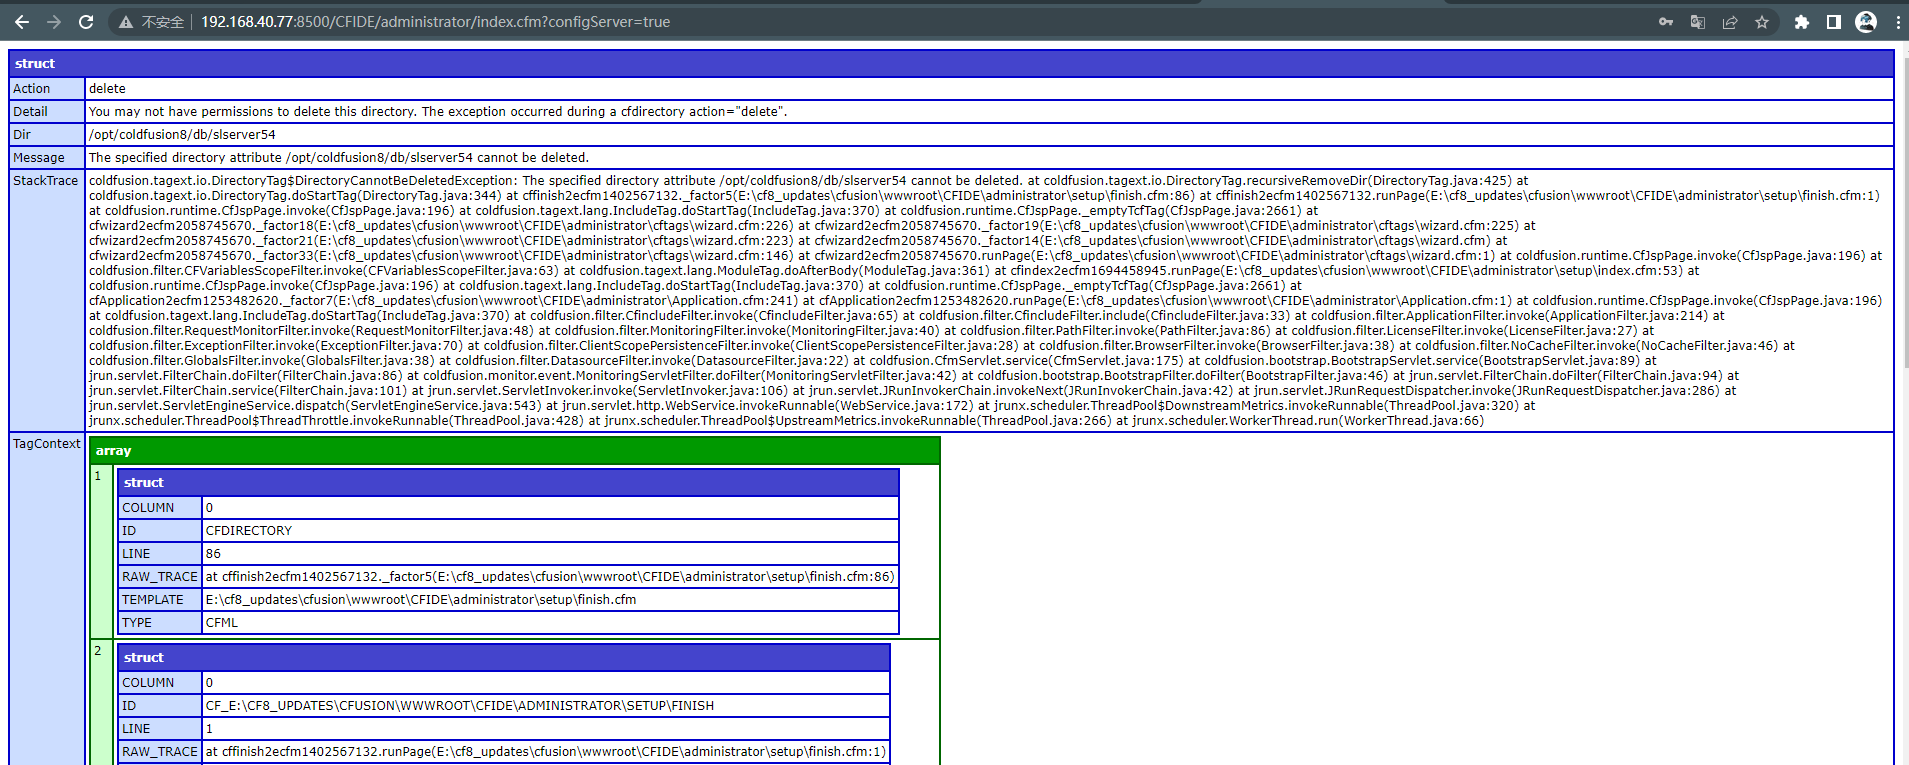 不安全 192.168.40.77:8500/CFIDE/administrator/index.cfm?configServer=true
struct
Action delete
Detail You may not have permissions to delete this directory. The exception occurred during a cfdirectory action="delete".
Dir /opt/coldfusion8/db/slserver54
Message The specified directory attribute /opt/coldfusion8/db/slserver54 cannot be deleted.
StackTrace coldfusion.tagext.io.DirectoryTag$DirectoryCannotBeDeletedException: The specified directory attribute /opt/coldfusion8/db/slserver54 cannot be deleted. at coldfusion.tagext.io.DirectoryTag.recursiveRemoveDir(DirectoryTag.java:425) at
coldfusion.tagext.io.DirectoryTag.doStartTag(DirectoryTag.java:344) at cffinish2ecfm1402567132._factor5(E:\cf8_updates\cfusion\wwwroot\CFIDE\administrator\setup\finish.cfm:86) at cffinish2ecfm1402567132.runPage(E:\cf8_updates\cfusion\wwwroot\CFIDE\administrator\setup\finish.cfm:1)
at coldfusion.runtime.CfJspPage.invoke(CfJspPage.java:196) at coldfusion.tagext.lang.IncludeTag.doStartTag(IncludeTag.java:370) at coldfusion.runtime.CfJspPage._emptyTcfTag(CfJspPage.java:2661) at
cfwizard2ecfm2058745670._factor18(E:\cf8_updates\cfusion\wwwroot\CFIDE\administrator\cftags\wizard.cfm:226) at cfwizard2ecfm2058745670._factor19(E:\cf8_updates\cfusion\wwwroot\CFIDE\administrator\cftags\wizard.cfm:225) at
cfwizard2ecfm2058745670._factor21(E:\cf8_updates\cfusion\wwwroot\CFIDE\administrator\cftags\wizard.cfm:223) at cfwizard2ecfm2058745670._factor14(E:\cf8_updates\cfusion\wwwroot\CFIDE\administrator\cftags\wizard.cfm) at
cfwizard2ecfm2058745670._factor33(E:\cf8_updates\cfusion\wwwroot\CFIDE\administrator\cftags\wizard.cfm:146) at cfwizard2ecfm2058745670.runPage(E:\cf8_updates\cfusion\wwwroot\CFIDE\administrator\cftags\wizard.cfm:1) at coldfusion.runtime.CfJspPage.invoke(CfJspPage.java:196) at
coldfusion.filter.CFVariablesScopeFilter.invoke(CFVariablesScopeFilter.java:63) at coldfusion.tagext.lang.ModuleTag.doAfterBody(ModuleTag.java:361) at cfindex2ecfm1694458945.runPage(E:\cf8_updates\cfusion\wwwroot\CFIDE\administrator\setup\index.cfm:53) at
coldfusion.runtime.CfJspPage.invoke(CfJspPage.java:196) at coldfusion.tagext.lang.IncludeTag.doStartTag(IncludeTag.java:370) at coldfusion.runtime.CfJspPage._emptyTcfTag(CfJspPage.java:2661) at
cfApplication2ecfm1253482620._factor7(E:\cf8_updates\cfusion\wwwroot\CFIDE\administrator\Application.cfm:241) at cfApplication2ecfm1253482620.runPage(E:\cf8_updates\cfusion\wwwroot\CFIDE\administrator\Application.cfm:1) at coldfusion.runtime.CfJspPage.invoke(CfJspPage.java:196)
at coldfusion.tagext.lang.IncludeTag.doStartTag(IncludeTag.java:370) at coldfusion.filter.CfincludeFilter.invoke(CfincludeFilter.java:65) at coldfusion.filter.CfincludeFilter.include(CfincludeFilter.java:33) at coldfusion.filter.ApplicationFilter.invoke(ApplicationFilter.java:214) at
coldfusion.filter.RequestMonitorFilter.invoke(RequestMonitorFilter.java:48) at coldfusion.filter.MonitoringFilter.invoke(MonitoringFilter.java:40) at coldfusion.filter.PathFilter.invoke(PathFilter.java:86) at coldfusion.filter.LicenseFilter.invoke(LicenseFilter.java:27) at
coldfusion.filter.ExceptionFilter.invoke(ExceptionFilter.java:70) at coldfusion.filter.ClientScopePersistenceFilter.invoke(ClientScopePersistenceFilter.java:28) at coldfusion.filter.BrowserFilter.invoke(BrowserFilter.java:38) at coldfusion.filter.NoCacheFilter.invoke(NoCacheFilter.java:46) at
coldfusion.filter.GlobalsFilter.invoke(GlobalsFilter.java:38) at coldfusion.filter.DatasourceFilter.invoke(DatasourceFilter.java:22) at coldfusion.CfmServlet.service(CfmServlet.java:175) at coldfusion.bootstrap.BootstrapServlet.service(BootstrapServlet.java:89) at
jrun.servlet.FilterChain.doFilter(FilterChain.java:86) at coldfusion.monitor.event.MonitoringServletFilter.doFilter(MonitoringServletFilter.java:42) at coldfusion.bootstrap.BootstrapFilter.doFilter(BootstrapFilter.java:46) at jrun.servlet.FilterChain.doFilter(FilterChain.java:94) at
jrun.servlet.FilterChain.service(FilterChain.java:101) at jrun.servlet.ServletInvoker.invoke(ServletInvoker.java:106) at jrun.servlet.JRunInvokerChain.invokeNext(JRunInvokerChain.java:42) at jrun.servlet.JRunRequestDispatcher.invoke(JRunRequestDispatcher.java:286) at
jrun.servlet.ServletEngineService.dispatch(ServletEngineService.java:543) at jrun.servlet.http.WebService.invokeRunnable(WebService.java:172) at jrunx.scheduler.ThreadPool$DownstreamMetrics.invokeRunnable(ThreadPool.java:320) at
jrunx.scheduler.ThreadPool$ThreadThrottle.invokeRunnable(ThreadPool.java:428) at jrunx.scheduler.ThreadPool$UpstreamMetrics.invokeRunnable(ThreadPool.java:266) at jrunx.scheduler.WorkerThread.run(WorkerThread.java:66)
TagContext
array
1
struct
COLUMN 0
ID CFDIRECTORY
LINE 86
RAW_TRACE at cffinish2ecfm1402567132._factor5(E:\cf8_updates\cfusion\wwwroot\CFIDE\administrator\setup\finish.cfm:86)
TEMPLATE E:\cf8_updates\cfusion\wwwroot\CFIDE\administrator\setup\finish.cfm
TYPE CFML
2
struct
COLUMN 0
ID CF_E:\CF8_UPDATES\CFUSION\WWWROOT\CFIDE\ADMINISTRATOR\SETUP\FINISH
LINE 1
RAW_TRACE at cffinish2ecfm1402567132.runPage(E:\cf8_updates\cfusion\wwwroot\CFIDE\administrator\setup\finish.cfm:1)